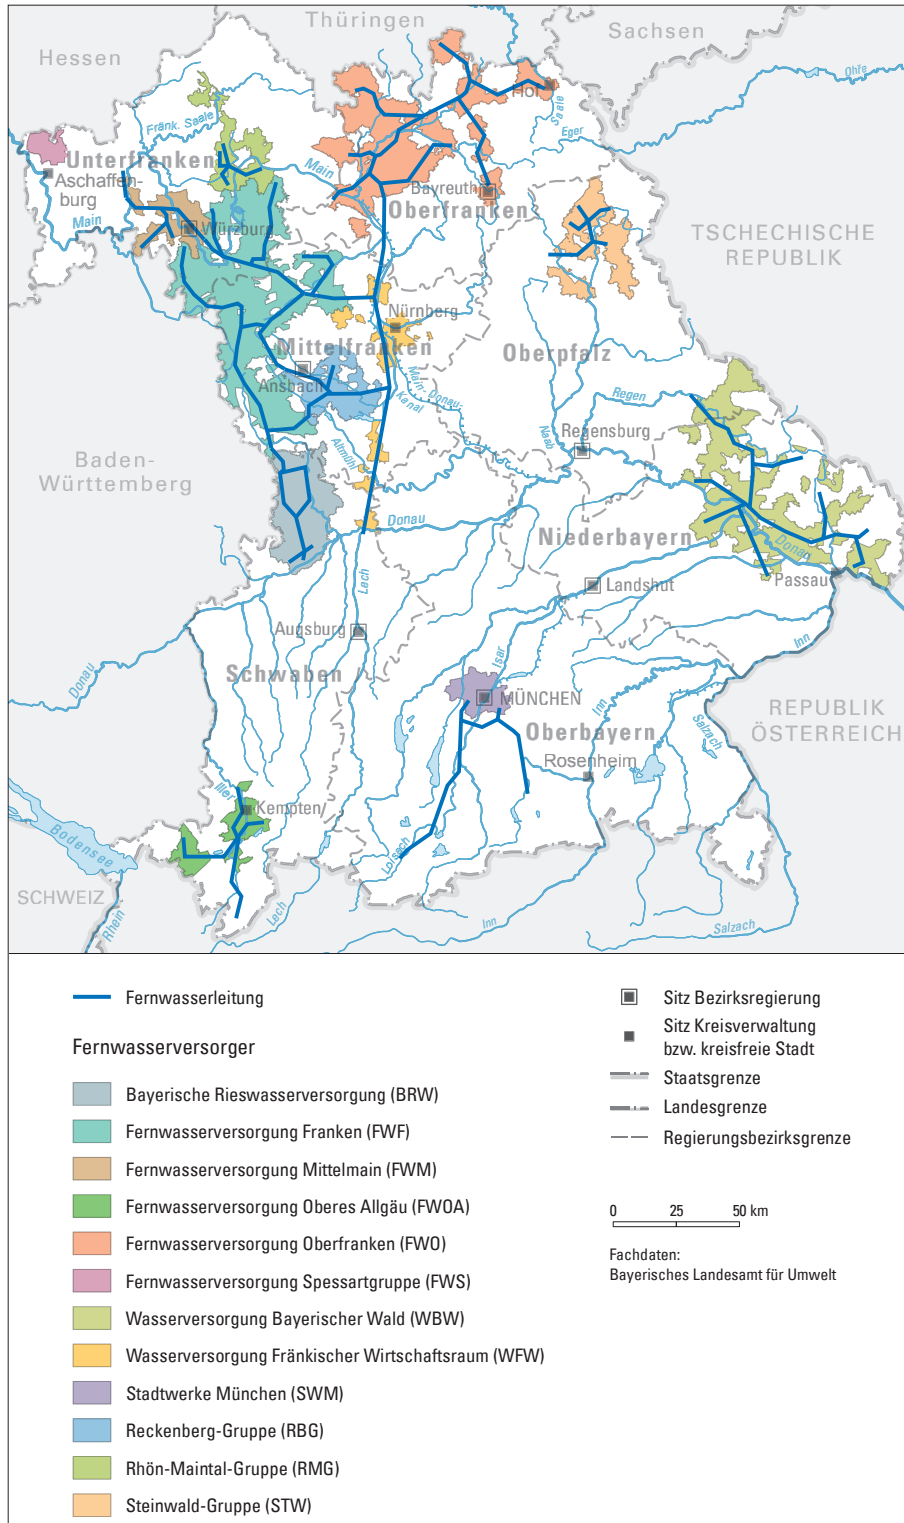 Thüringen
Sachsen
Hessen
Ohře
Hof
Saale
Eger
Fränk. Saale
Unterfranken
Main
Aschaffen-
burg
Bayreuth
Oberfranken
Main
Würzburg
TSCHECHISCHE
REPUBLIK
Nürnberg
Mittelfranken
Oberpfalz
Ansbach
Main-Donau-
Kanal
Regen
Altmühl
Naab
Regensburg
Baden-
Württemberg
Donau
Niederbayern
Donau
Lech
Landshut
Passau
Augsburg
Isar
Inn
Schwaben
Donau
MÜNCHEN
Inn
REPUBLIK
ÖSTERREICH
Oberbayern
Salzach
Rosenheim
Iller
Kempten
Bodensee
Loisach
SCHWEIZ
Rhein
Lech
Inn
Salzach
Fernwasserleitung
Fernwasserversorger
Bayerische Rieswasserversorgung (BRW)
Fernwasserversorgung Franken (FWF)
Fernwasserversorgung Mittelmain (FWM)
Fernwasserversorgung Oberes Allgäu (FWOA)
Fernwasserversorgung Oberfranken (FWO)
Fernwasserversorgung Spessartgruppe (FWS)
Wasserversorgung Bayerischer Wald (WBW)
Wasserversorgung Fränkischer Wirtschaftsraum (WFW)
Stadtwerke München (SWM)
Reckenberg-Gruppe (RBG)
Rhön-Maintal-Gruppe (RMG)
Steinwald-Gruppe (STW)
Sitz Bezirksregierung
Sitz Kreisverwaltung
bzw. kreisfreie Stadt
Staatsgrenze
Landesgrenze
Regierungsbezirksgrenze
0 25 50 km
Fachdaten:
Bayerisches Landesamt für Umwelt